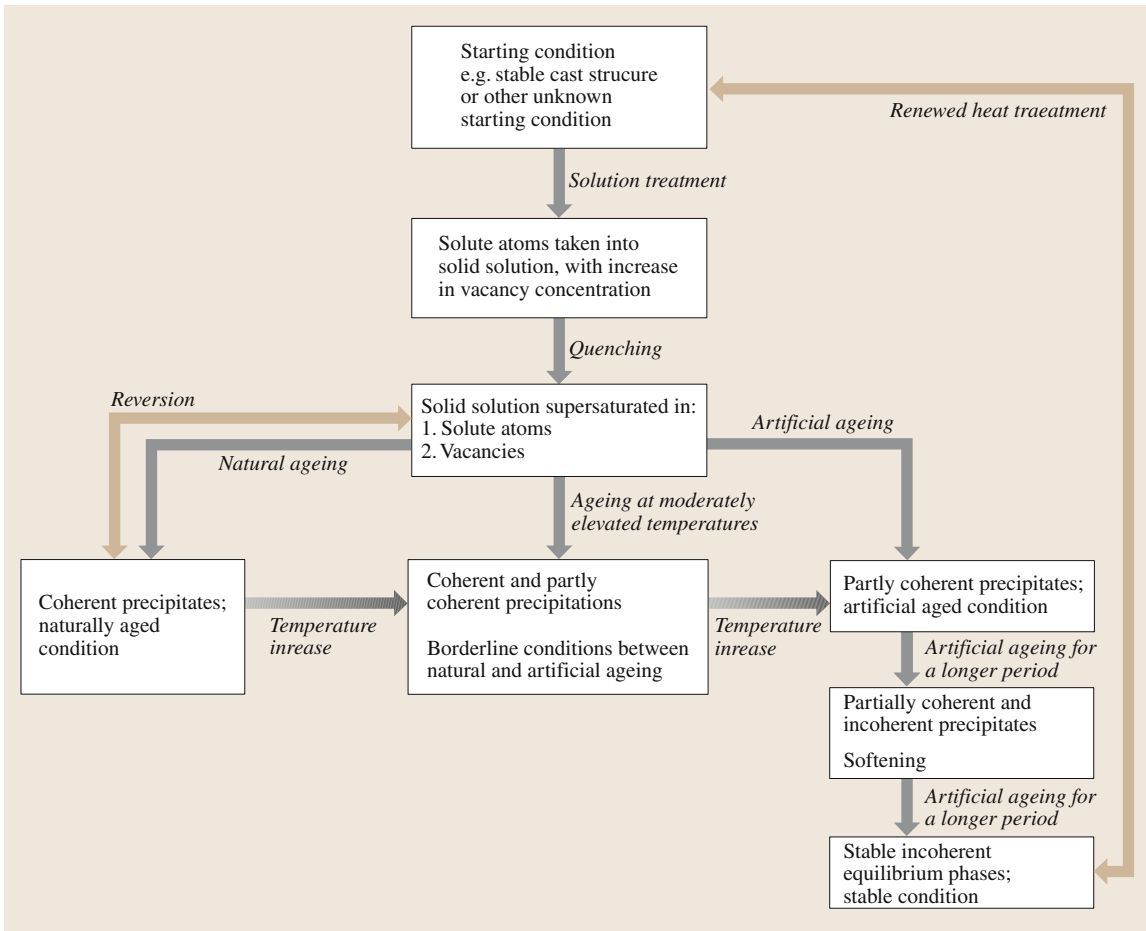 Starting condition
e.g. stable cast strucure
or other unknown
starting condition
Renewed heat traeatment
Solution treatment
Solute atoms taken into
solid solution, with increase
in vacancy concentration
Quenching
Reversion
Solid solution supersaturated in:
1. Solute atoms
2. Vacancies
Artificial ageing
Natural ageing
Ageing at moderately
elevated temperatures
Coherent precipitates;
naturally aged
condition
Temperature
inrease
Coherent and partly
coherent precipitations
Borderline conditions between
natural and artificial ageing
Temperature
inrease
Partly coherent precipitates;
artificial aged condition
Artificial ageing for
a longer period
Partially coherent and
incoherent precipitates
Softening
Artificial ageing for
a longer period
Stable incoherent
equilibrium phases;
stable condition